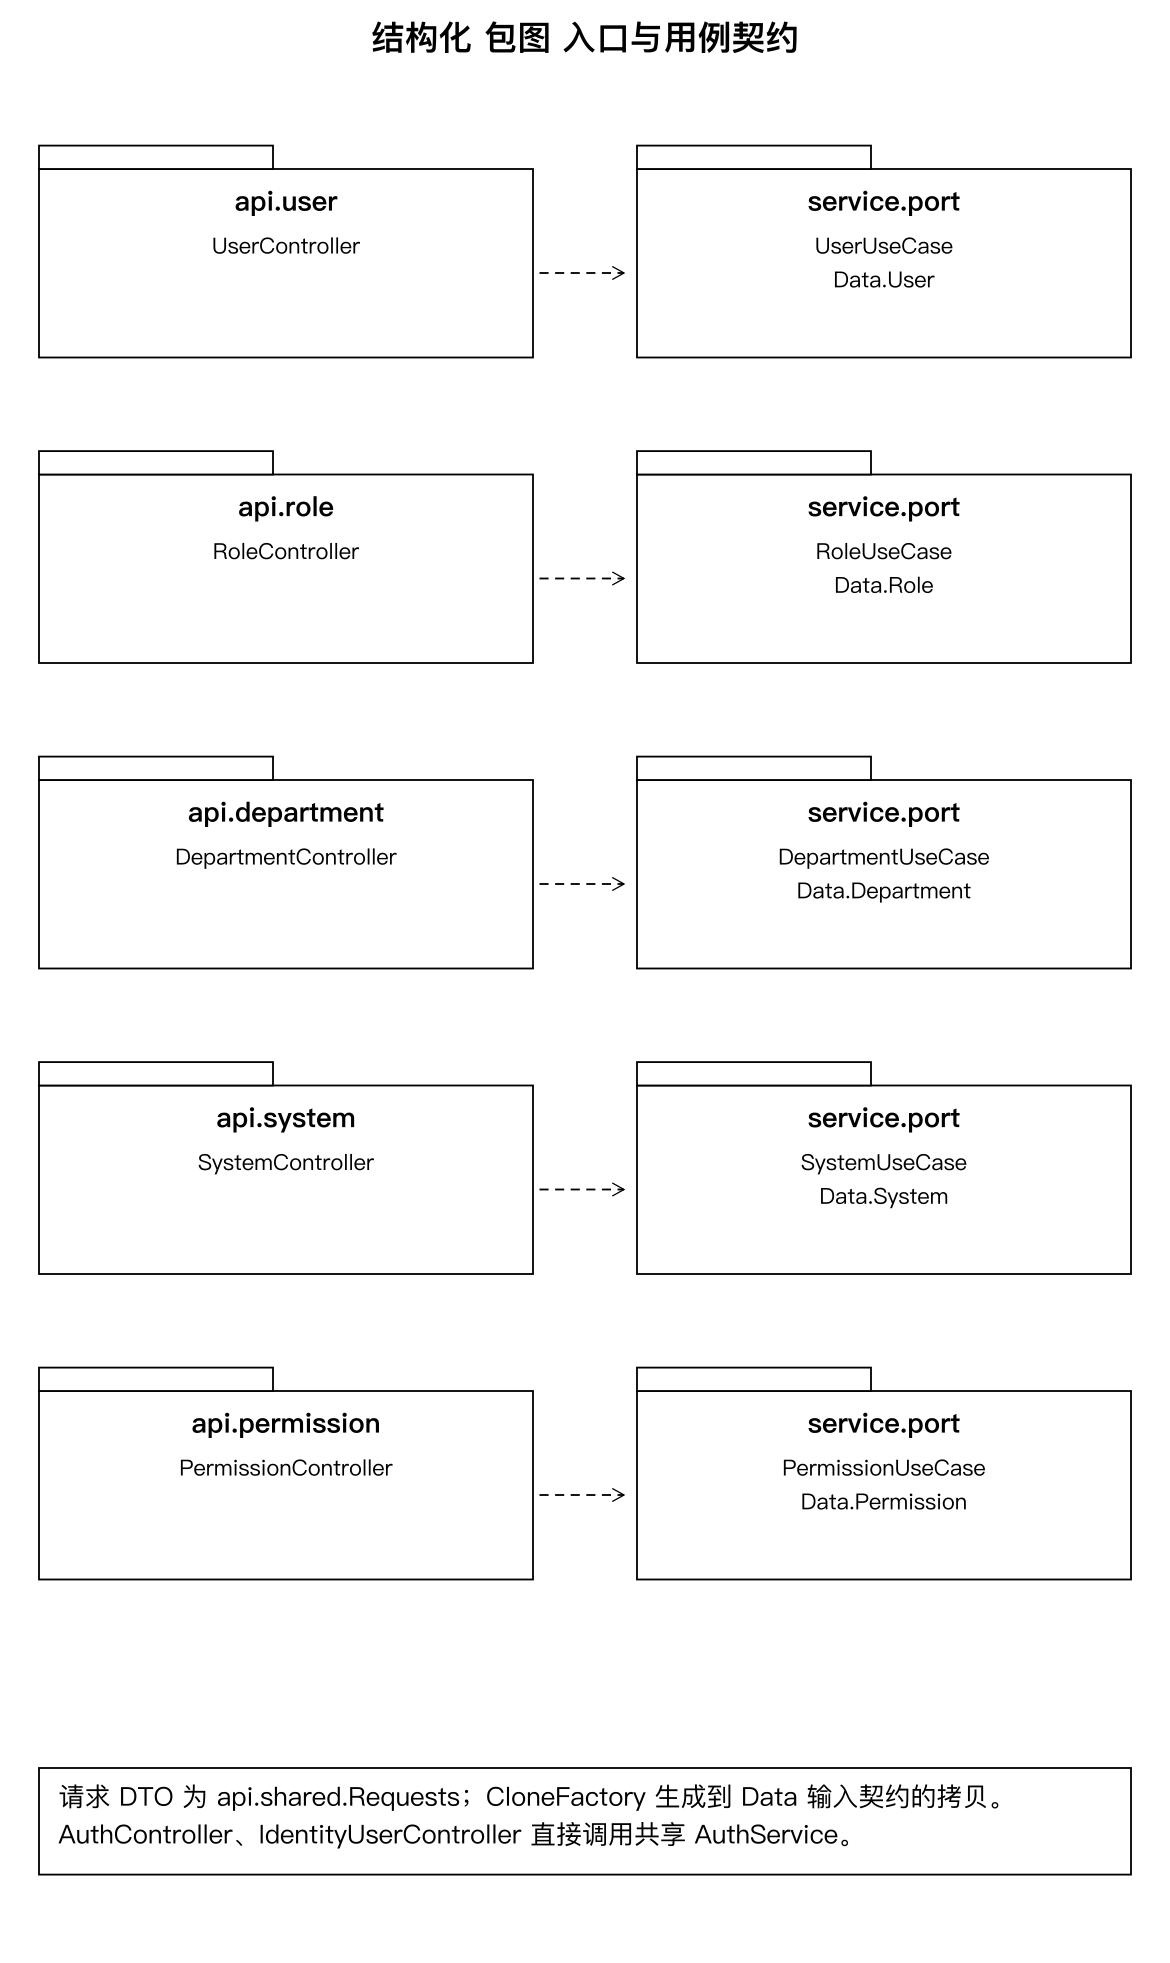 结构化 包图 入口与用例契约
api.user
UserController
service.port
UserUseCase
Data.User
api.role
RoleController
service.port
RoleUseCase
Data.Role
api.department
DepartmentController
service.port
DepartmentUseCase
Data.Department
api.system
SystemController
service.port
SystemUseCase
Data.System
api.permission
PermissionController
service.port
PermissionUseCase
Data.Permission
请求 DTO 为 api.shared.Requests；CloneFactory 生成到 Data 输入契约的拷贝。
AuthController、IdentityUserController 直接调用共享 AuthService。